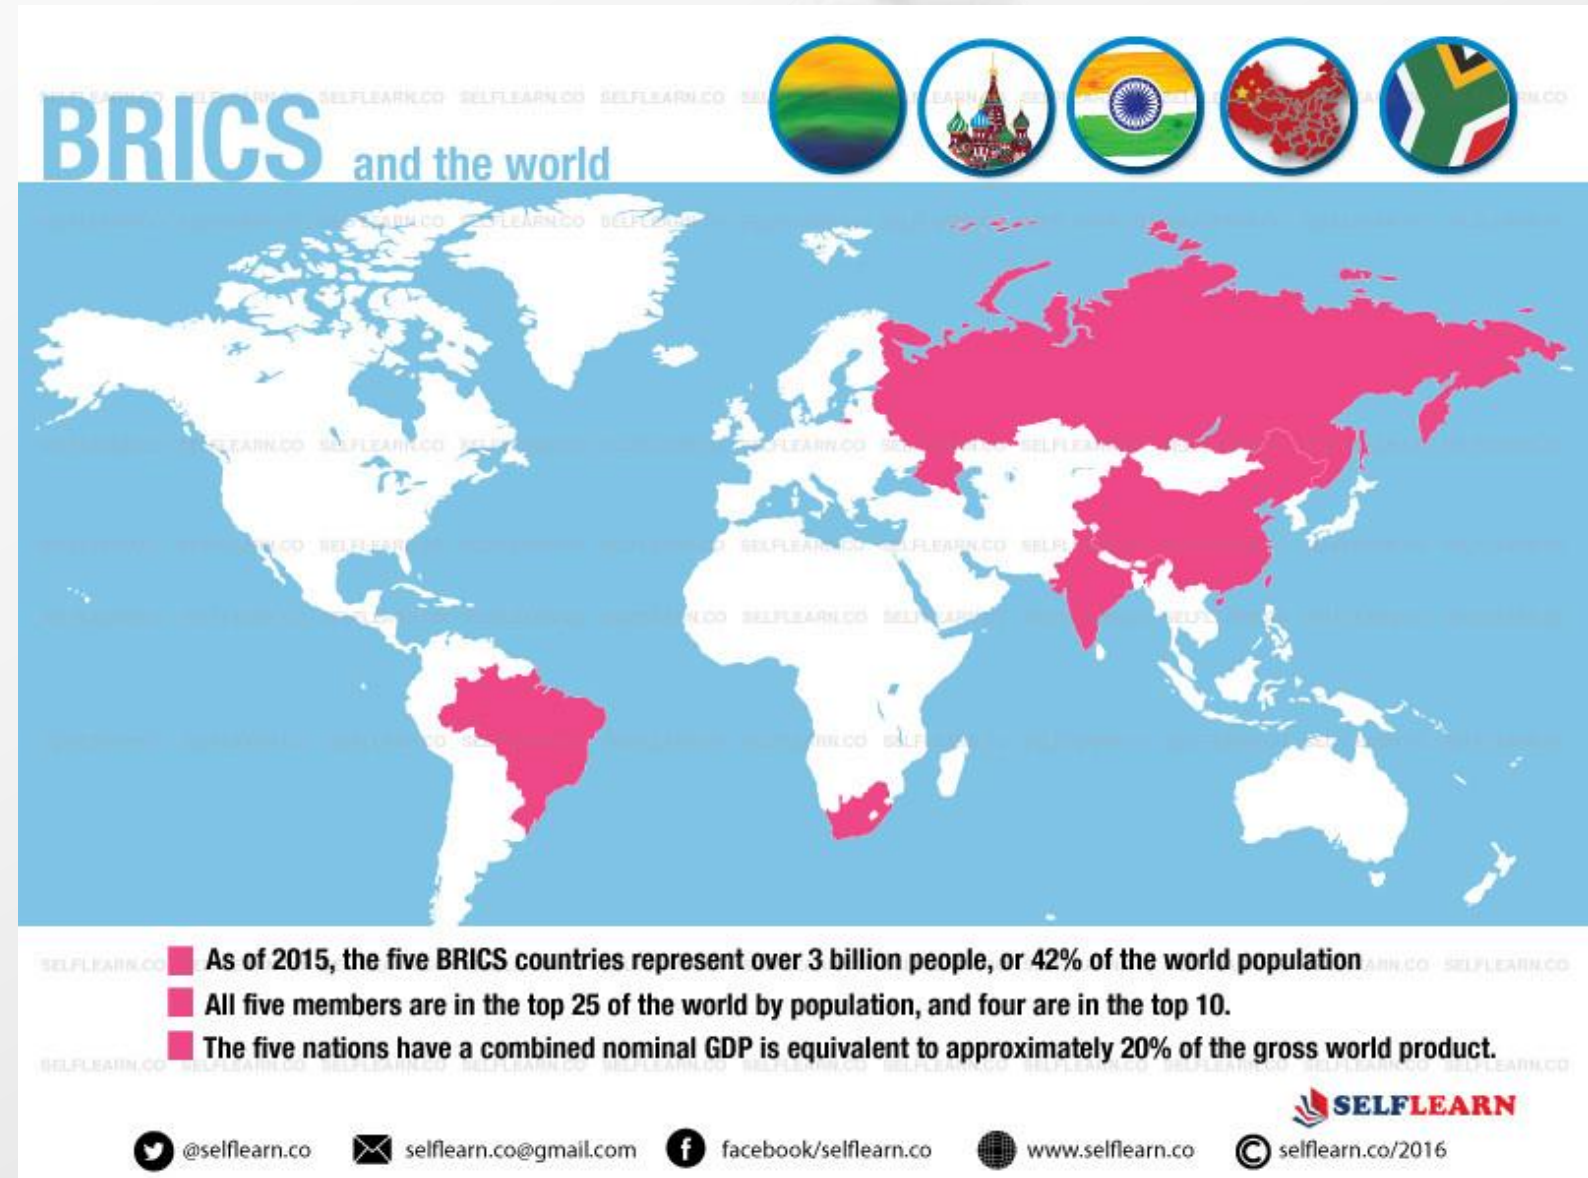 BRICS and the world
As of 2015, the five BRICS countries represent over 3 billion people, or 42% of the world population
All five members are in the top 25 of the world by population, and four are in the top 10.
The five nations have a combined nominal GDP is equivalent to approximately 20% of the gross world product.
SELFLEARN
@selflearn.co selflearn.co@gmail.com facebook/selflearn.co www.selflearn.co © selflearn.co/2016